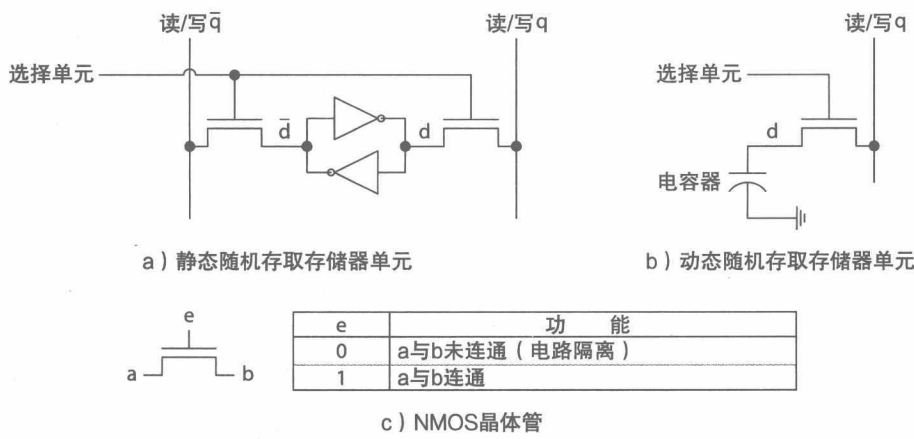 读/写q̅
读/写q
读/写q
选择单元
选择单元
d̅
d
d
电容器
a）静态随机存取存储器单元
b）动态随机存取存储器单元
e
a
b
e 功 能
0 a与b未连通（电路隔离）
1 a与b连通
c）NMOS晶体管